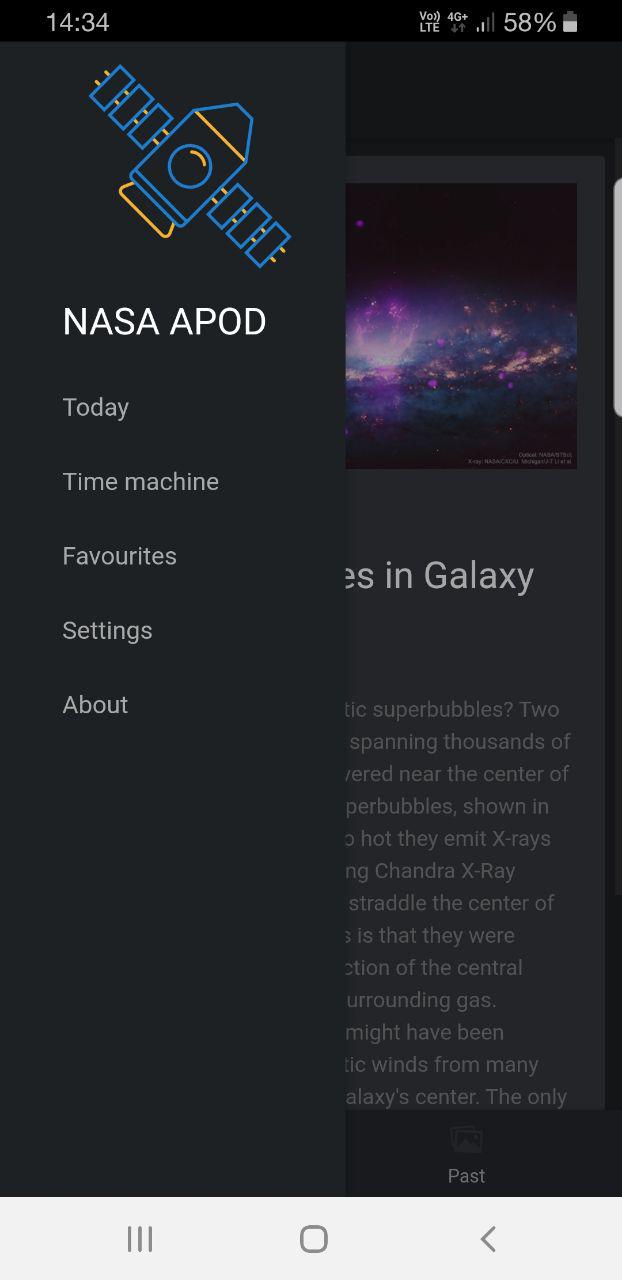 14:34
Vo)) LTE 4G+ 58%
NASA APOD
Today
Time machine
Favourites
Settings
About
Optical: NASA/STScI,
X-ray: NASA/CXC/U. Michigan/J-T Li et al.
es in Galaxy
tic superbubbles? Two
spanning thousands of
vered near the center of
perbubbles, shown in
o hot they emit X-rays
ng Chandra X-Ray
straddle the center of
s is that they were
ction of the central
urrounding gas.
might have been
tic winds from many
alaxy's center. The only
Past